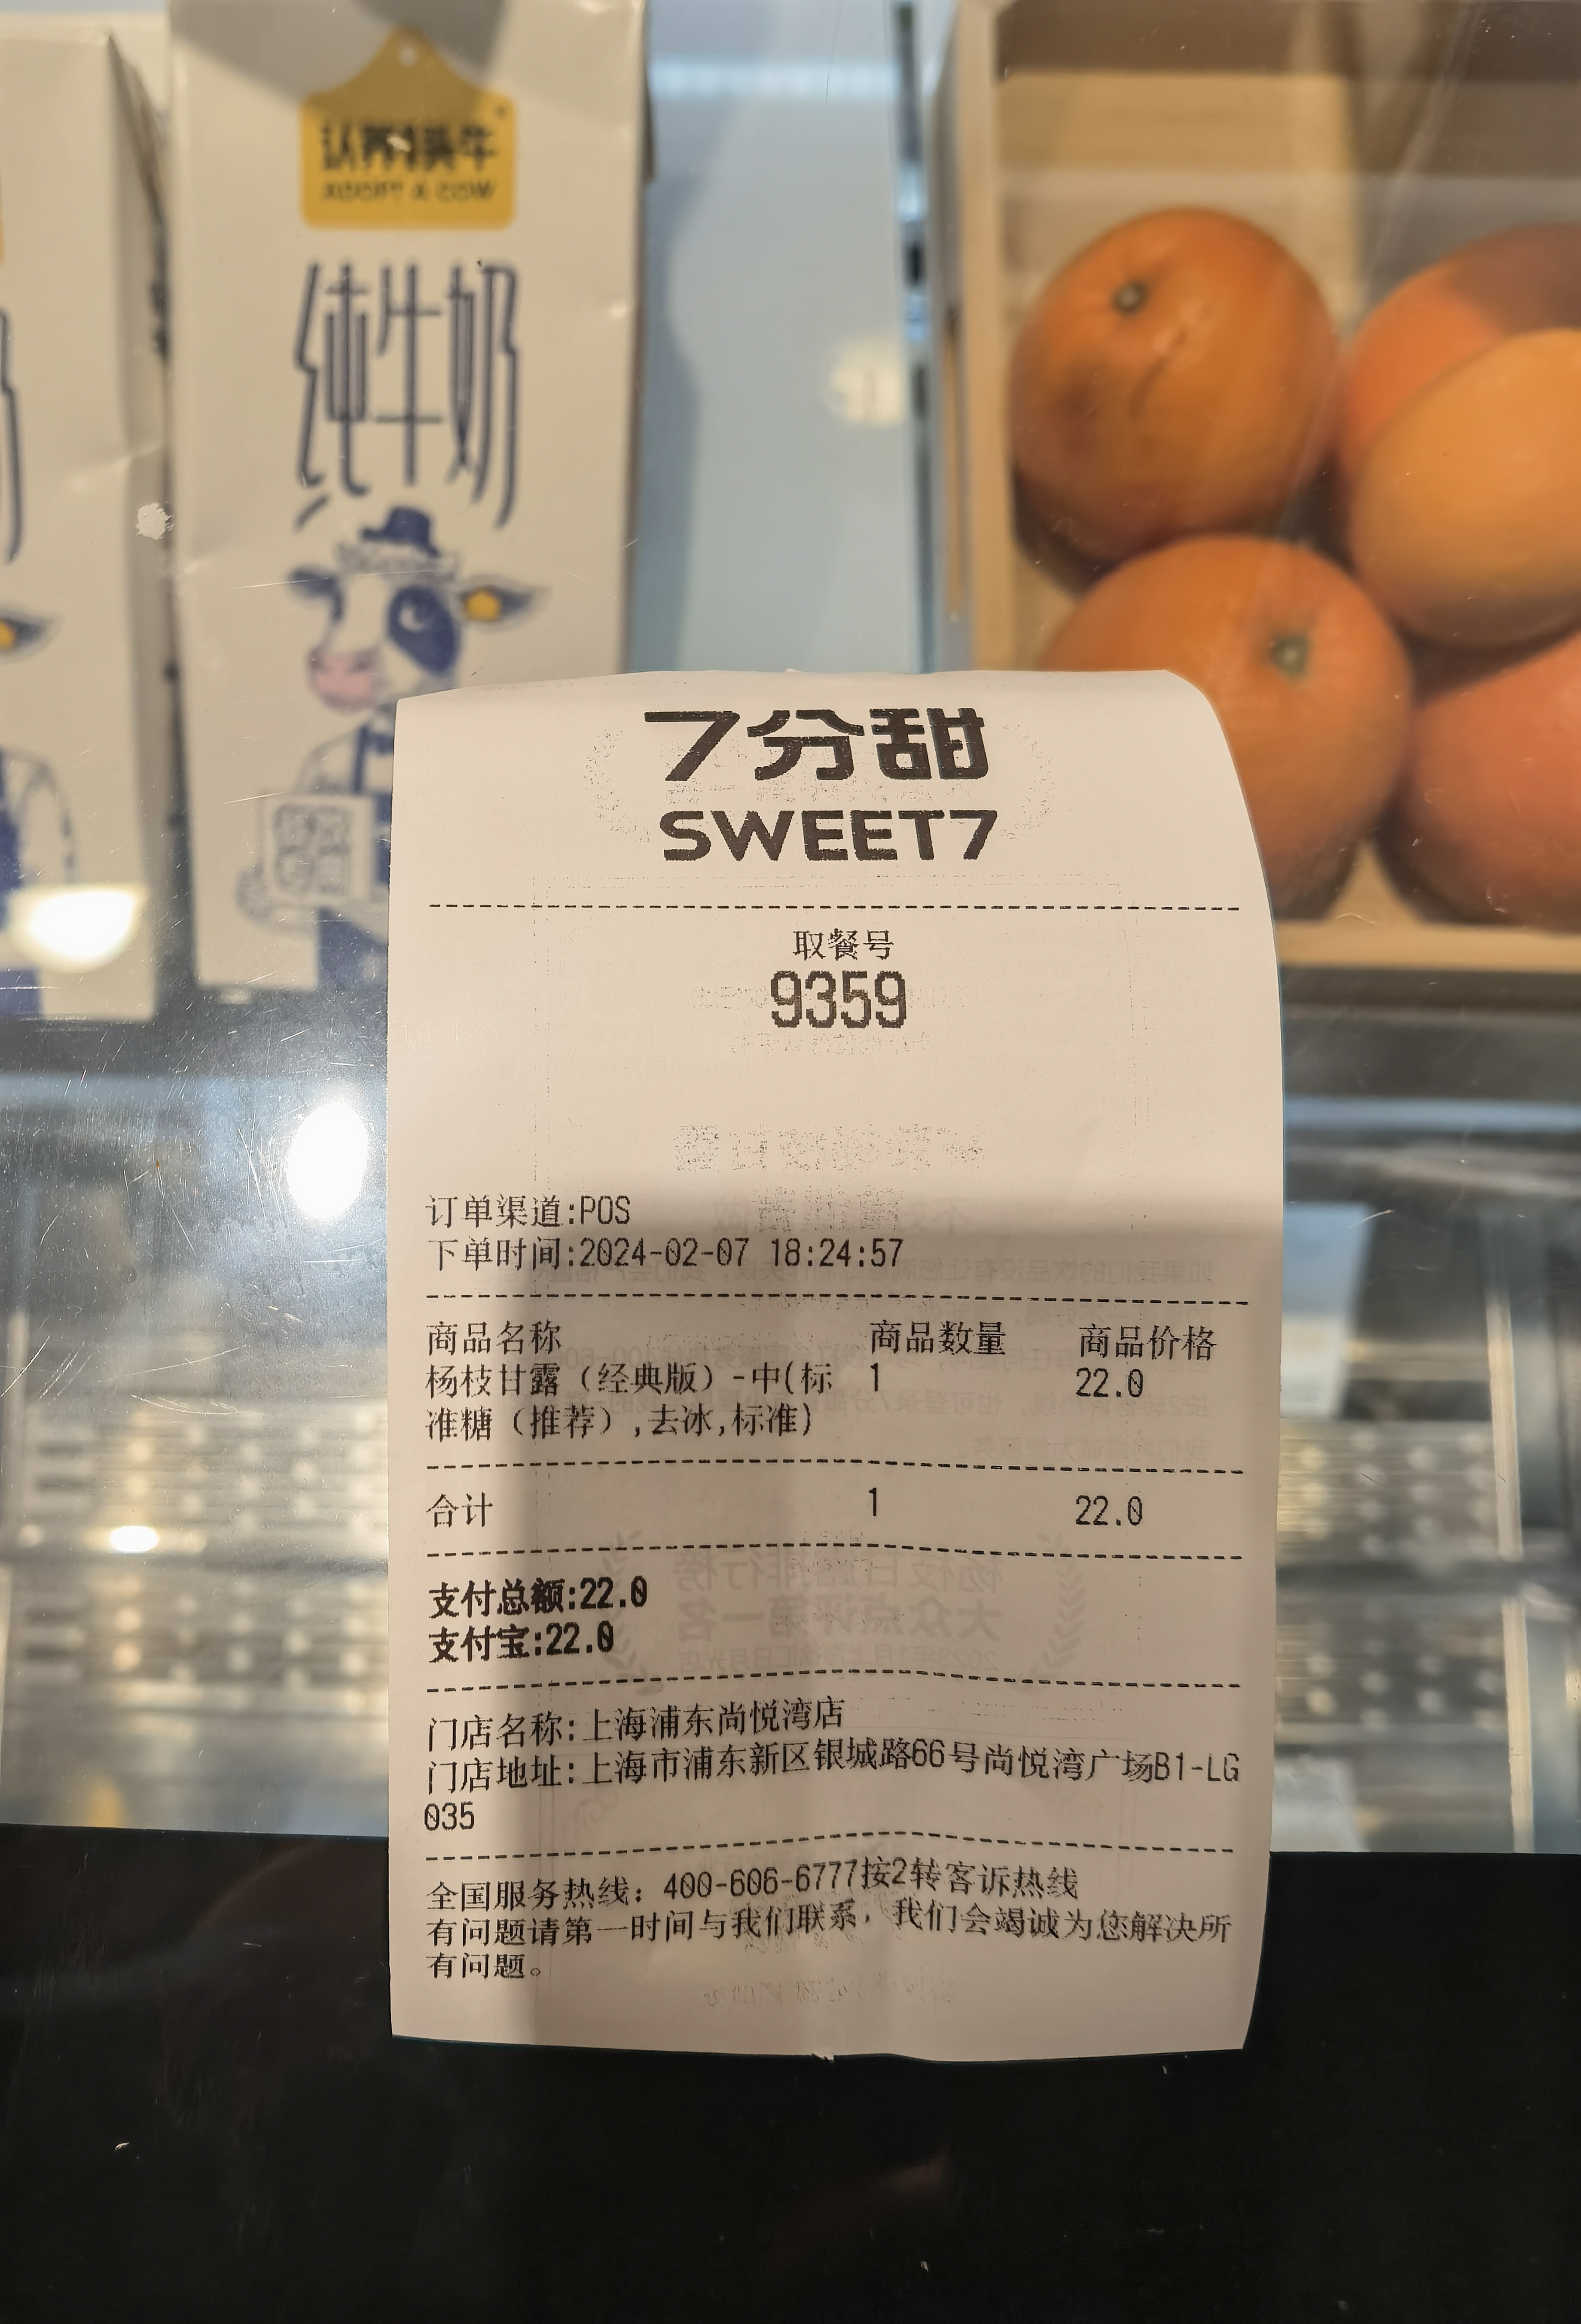 认养一头牛
ADOPT A COW
纯牛奶
7分甜
SWEET7
取餐号
9359
订单渠道:POS
下单时间:2024-02-07 18:24:57
商品名称 商品数量 商品价格
杨枝甘露（经典版）-中(标 1 22.0
准糖（推荐）,去冰,标准)
合计 1 22.0
支付总额:22.0
支付宝:22.0
门店名称:上海浦东尚悦湾店
门店地址:上海市浦东新区银城路66号尚悦湾广场B1-LG
035
全国服务热线：400-606-6777按2转客诉热线
有问题请第一时间与我们联系，我们会竭诚为您解决所
有问题。